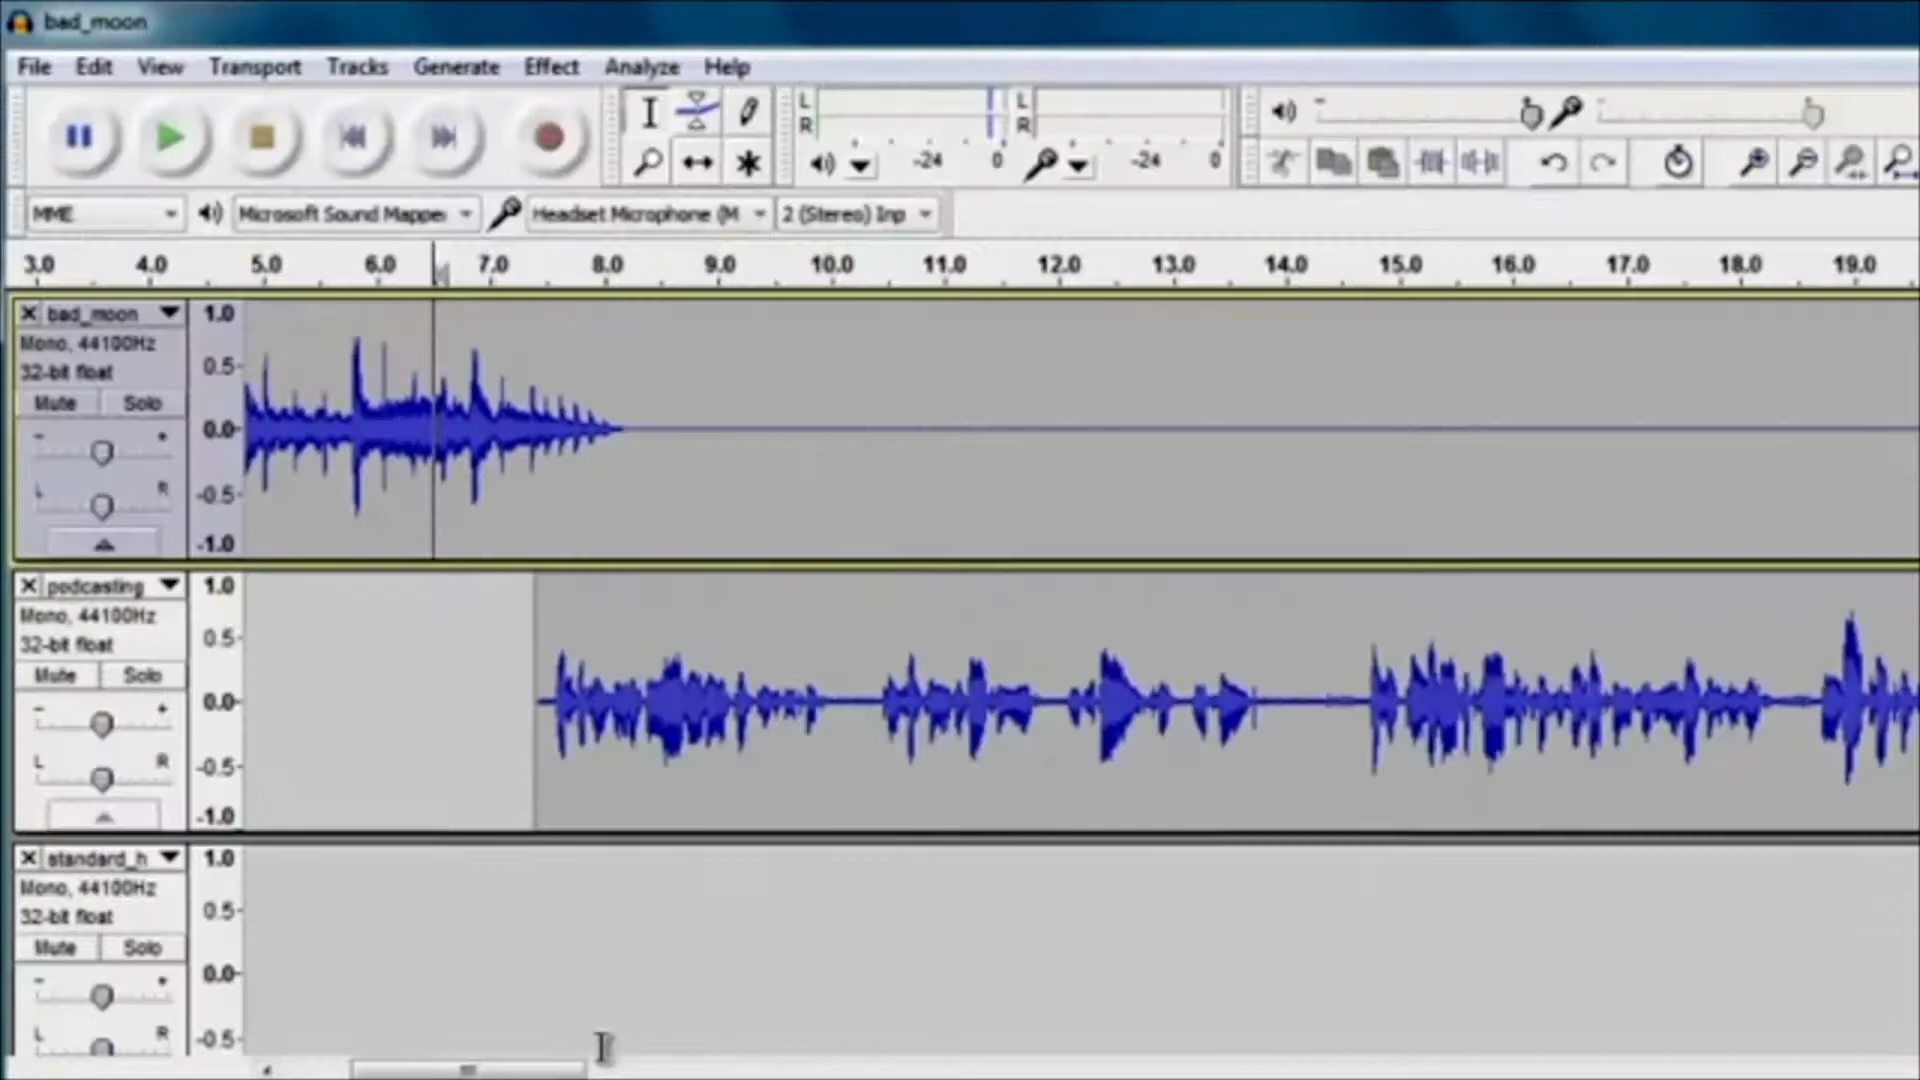 bad_moon
File Edit View Transport Tracks Generate Effect Analyze Help
L L
R R
-24 0 -24 0
MME Microsoft Sound Mapper Headset Microphone (M 2 (Stereo) Inp
3.0 4.0 5.0 6.0 7.0 8.0 9.0 10.0 11.0 12.0 13.0 14.0 15.0 16.0 17.0 18.0 19.0
X bad_moon 1.0
Mono, 44100Hz
32-bit float 0.5-
Mute Solo
0.0-
- +
L R
-0.5-
-1.0
X podcasting 1.0
Mono, 44100Hz
32-bit float 0.5-
Mute Solo
0.0-
- +
L R
-0.5-
-1.0
X standard_h 1.0
Mono, 44100Hz
32-bit float 0.5-
Mute Solo
0.0-
- +
L R
-0.5-